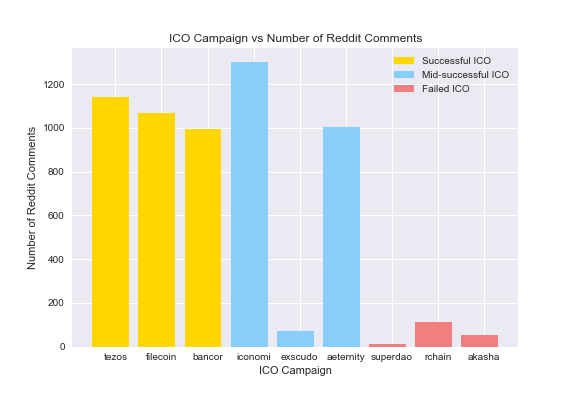 ICO Campaign vs Number of Reddit Comments
Successful ICO
Mid-successful ICO
Failed ICO
Number of Reddit Comments
1200
1000
800
600
400
200
0
tezos filecoin bancor iconomi exscudo aeternity superdao rchain akasha
ICO Campaign